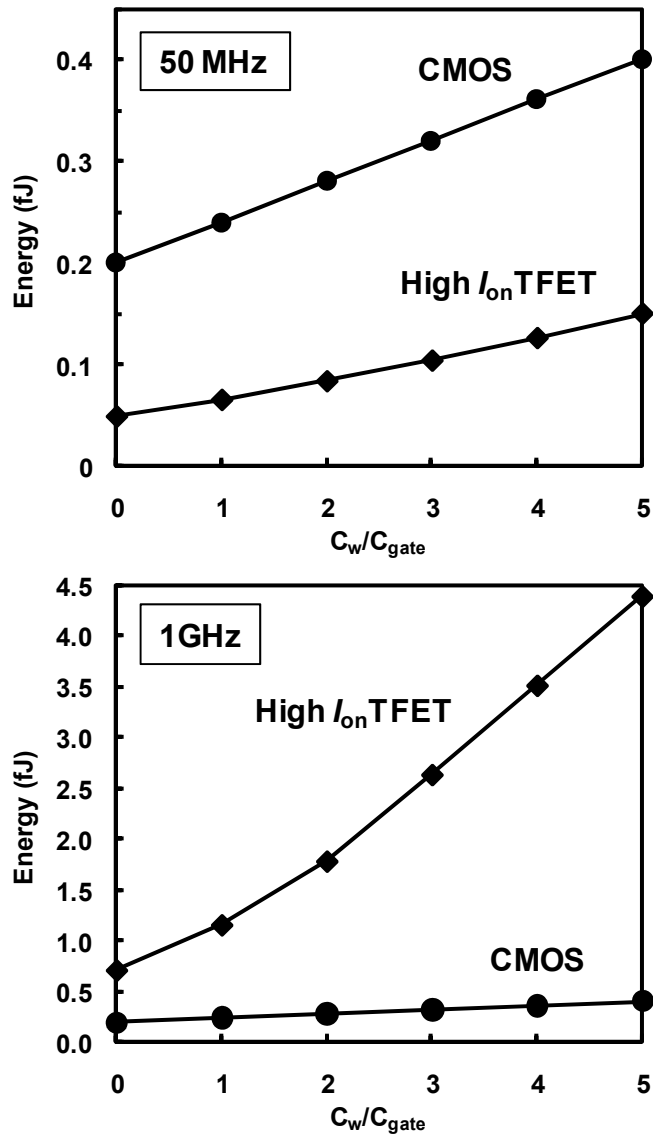 50 MHz
CMOS
High IonTFET
Energy (fJ)
0.4
0.3
0.2
0.1
0
0 1 2 3 4 5
Cw/Cgate
1GHz
High IonTFET
CMOS
Energy (fJ)
4.5
4.0
3.5
3.0
2.5
2.0
1.5
1.0
0.5
0.0
0 1 2 3 4 5
Cw/Cgate